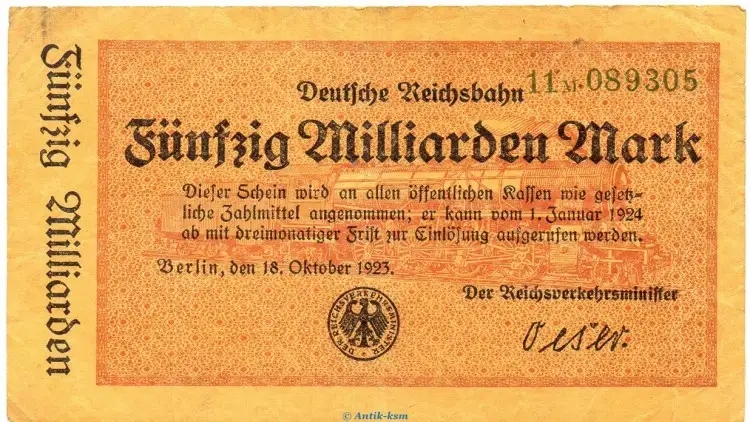 Fünfzig Milliarden
Deutsche Reichsbahn
11 M·089305
Fünfzig Milliarden Mark
Dieser Schein wird an allen öffentlichen Kassen wie gesetz-
liche Zahlmittel angenommen; er kann vom 1. Januar 1924
ab mit dreimonatiger Frist zur Einlösung aufgerufen werden.
Berlin, den 18. Oktober 1923.
Der Reichsverkehrsminister
DER REICHSVERKEHRSMINISTER
Oeser.
© Antik-ksm